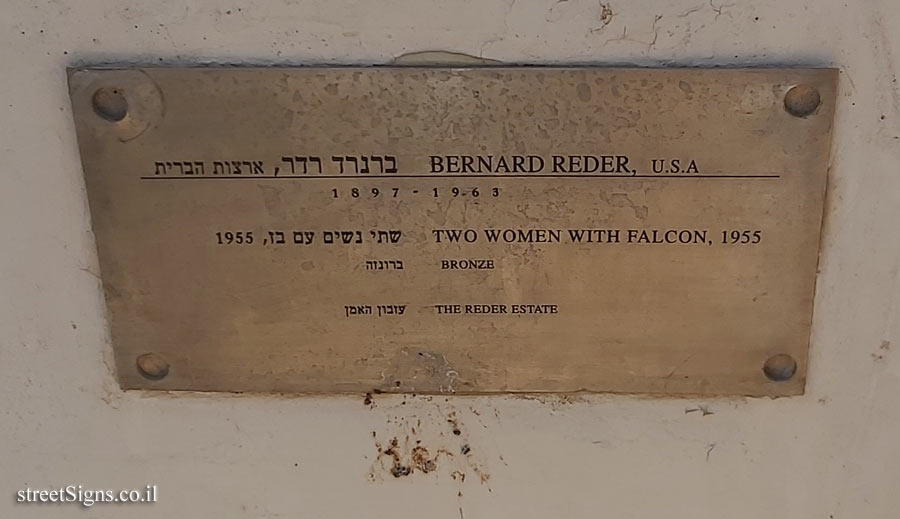 ברנרד רדר, ארצות הברית BERNARD REDER, U.S.A
1897-1963
שתי נשים עם בז, 1955 TWO WOMEN WITH FALCON, 1955
ברונזה BRONZE
עזבון האמן THE REDER ESTATE
streetSigns.co.il